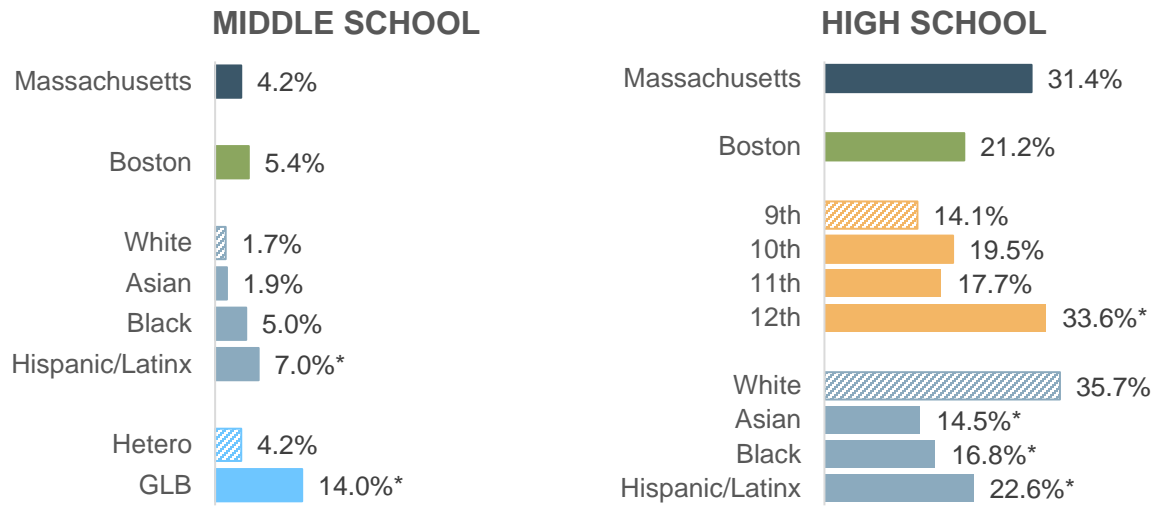 MIDDLE SCHOOL
Massachusetts 4.2%
Boston 5.4%
White 1.7%
Asian 1.9%
Black 5.0%
Hispanic/Latinx 7.0%*
Hetero 4.2%
GLB 14.0%*
HIGH SCHOOL
Massachusetts 31.4%
Boston 21.2%
9th 14.1%
10th 19.5%
11th 17.7%
12th 33.6%*
White 35.7%
Asian 14.5%*
Black 16.8%*
Hispanic/Latinx 22.6%*